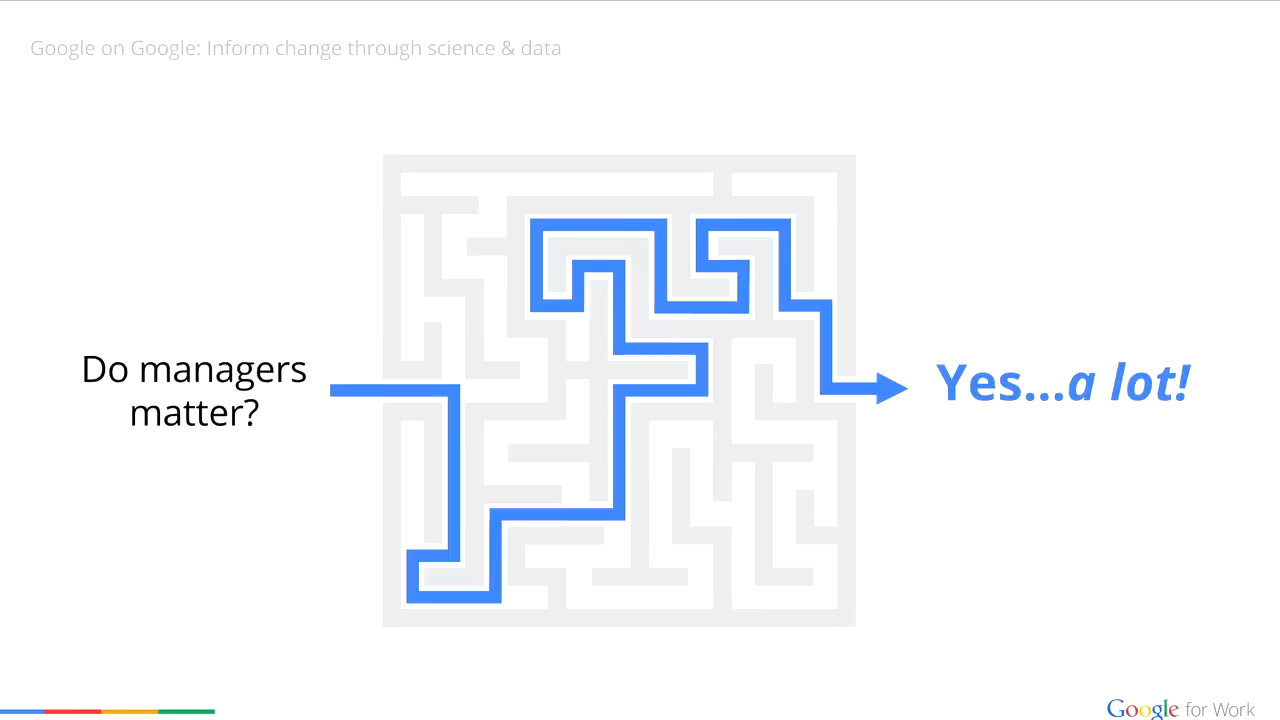 Google on Google: Inform change through science & data
Do managers
matter?
Yes...a lot!
Google for Work